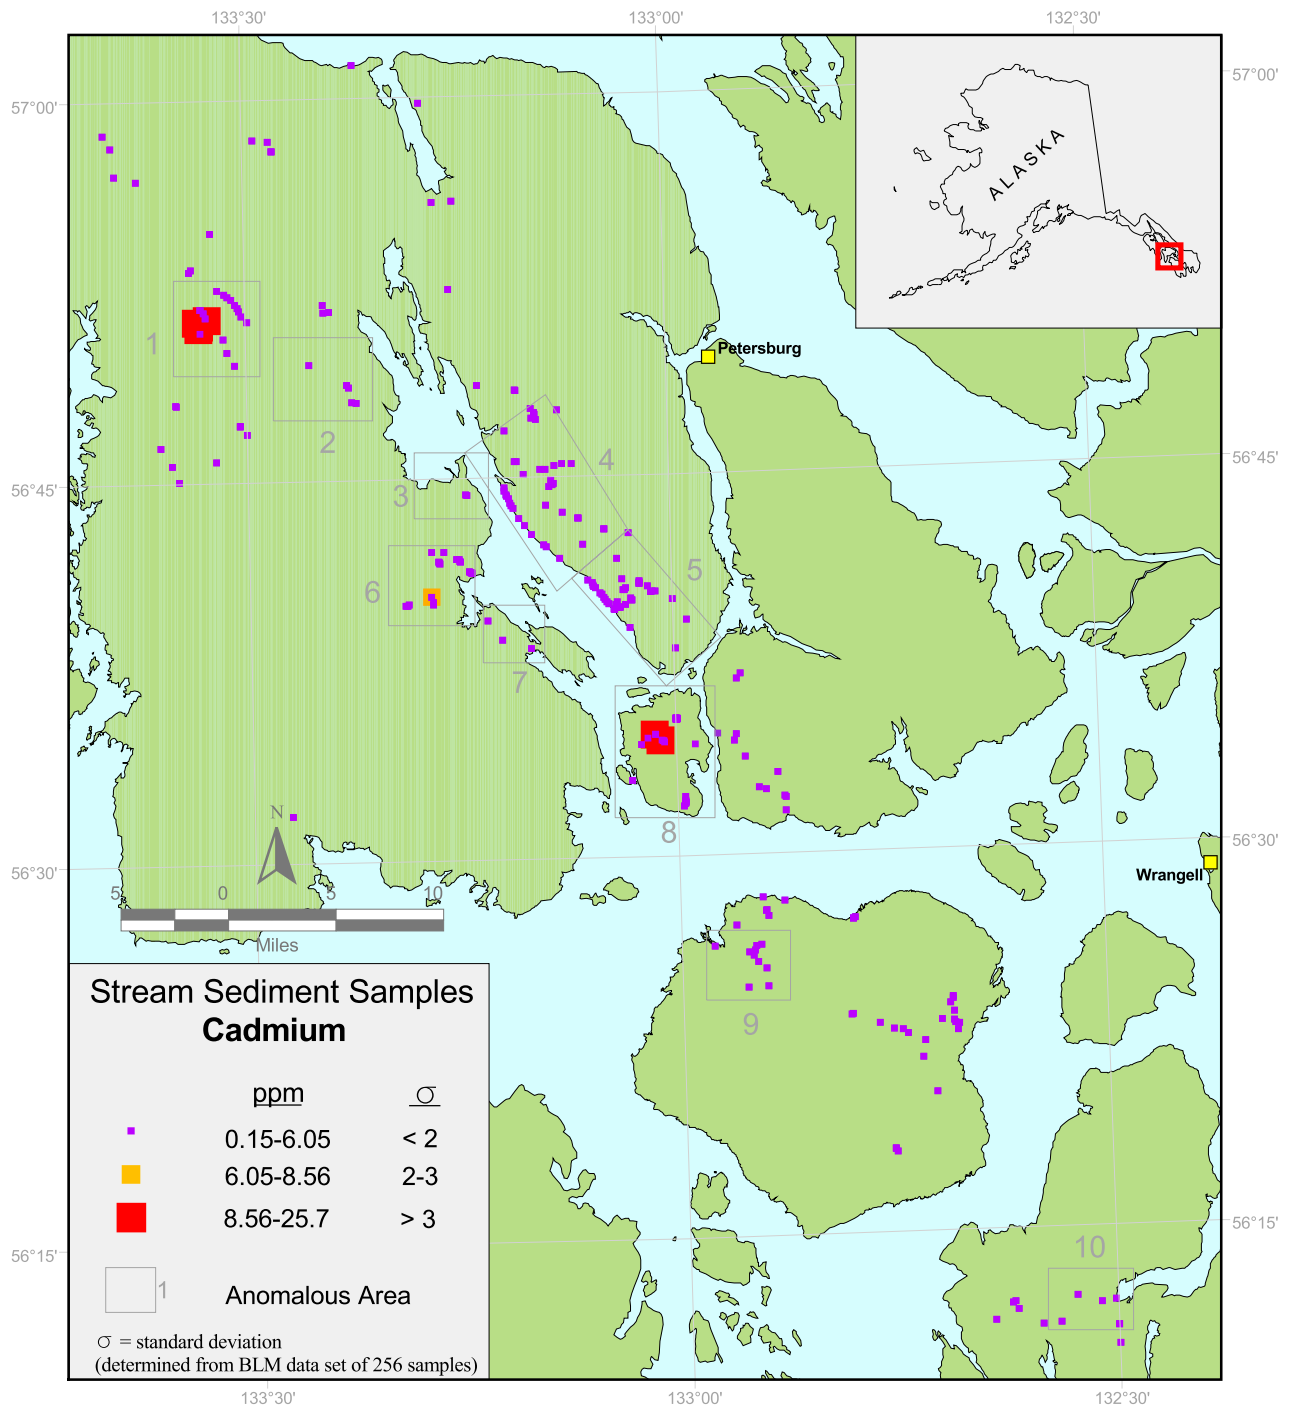 133°30' 133°00' 132°30'
57°00' 57°00'
ALASKA
Petersburg
1
2
4
3
56°45' 56°45'
5
6
7
8
N
56°30' 56°30'
Wrangell
5 0 5 10
Miles
9
Stream Sediment Samples
Cadmium
ppm σ
0.15-6.05 < 2
6.05-8.56 2-3
8.56-25.7 > 3
56°15' 56°15'
10
1 Anomalous Area
σ = standard deviation
(determined from BLM data set of 256 samples)
133°30' 133°00' 132°30'